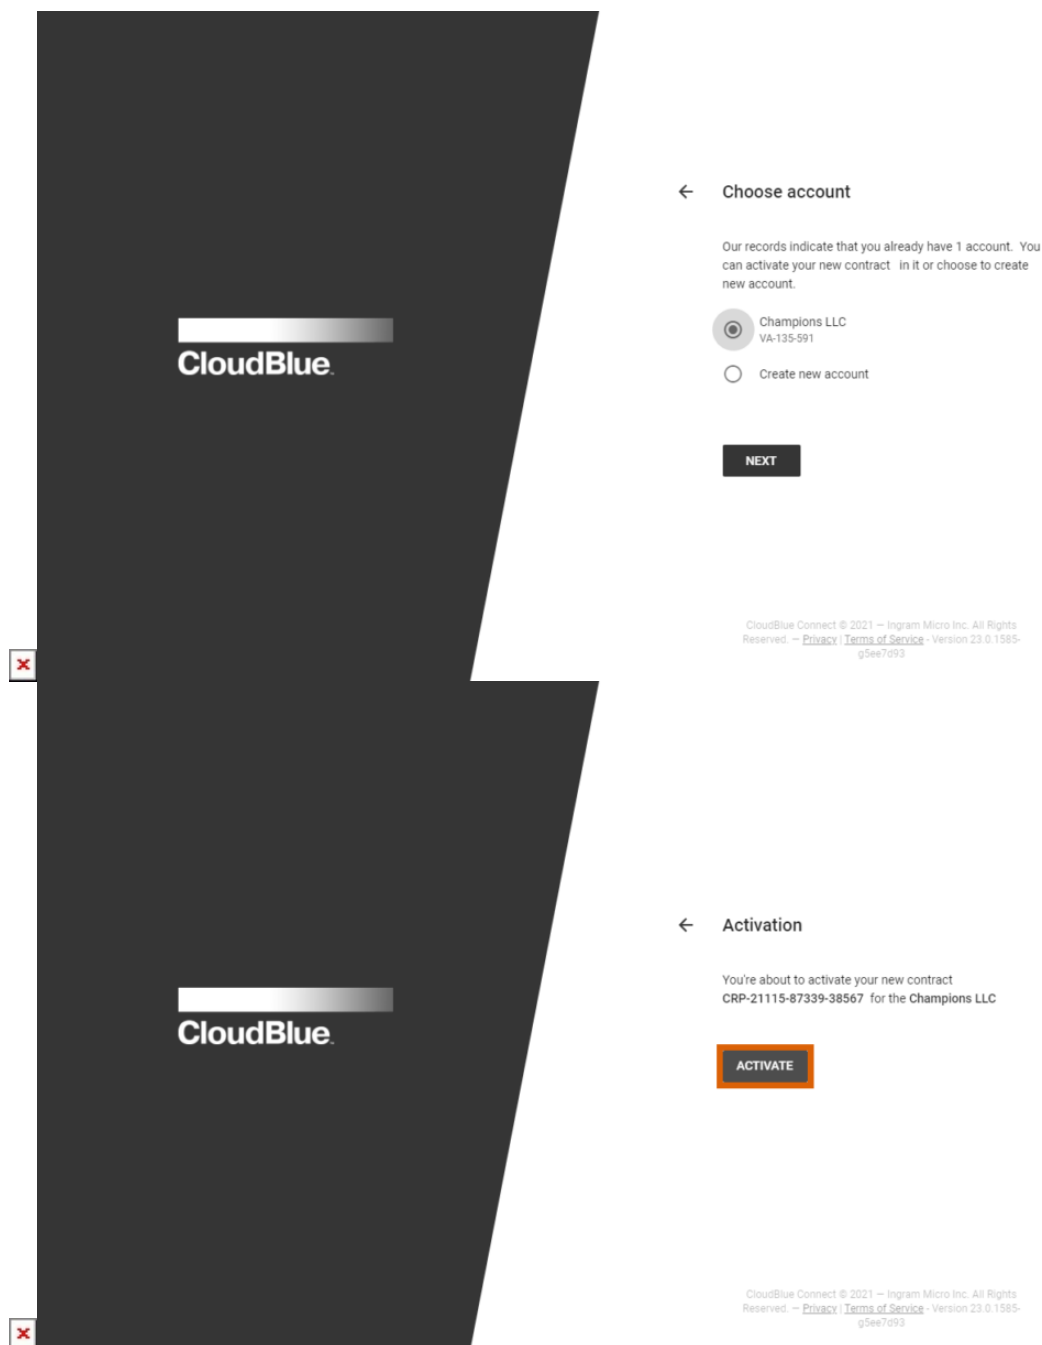 Choose account
Our records indicate that you already have 1 account. You
can activate your new contract in it or choose to create
new account.
Champions LLC
VA-135-591
Create new account
NEXT
CloudBlue.
CloudBlue Connect © 2021 — Ingram Micro Inc. All Rights
Reserved. — Privacy | Terms of Service - Version 23.0.1585-
g5ee7d93
Activation
You're about to activate your new contract
CRP-21115-87339-38567 for the Champions LLC
ACTIVATE
CloudBlue.
CloudBlue Connect © 2021 — Ingram Micro Inc. All Rights
Reserved. — Privacy | Terms of Service - Version 23.0.1585-
g5ee7d93